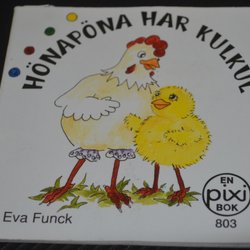 HÖNAPÖNA HAR KULKUL
Eva Funck
EN
pixi
BOK
803